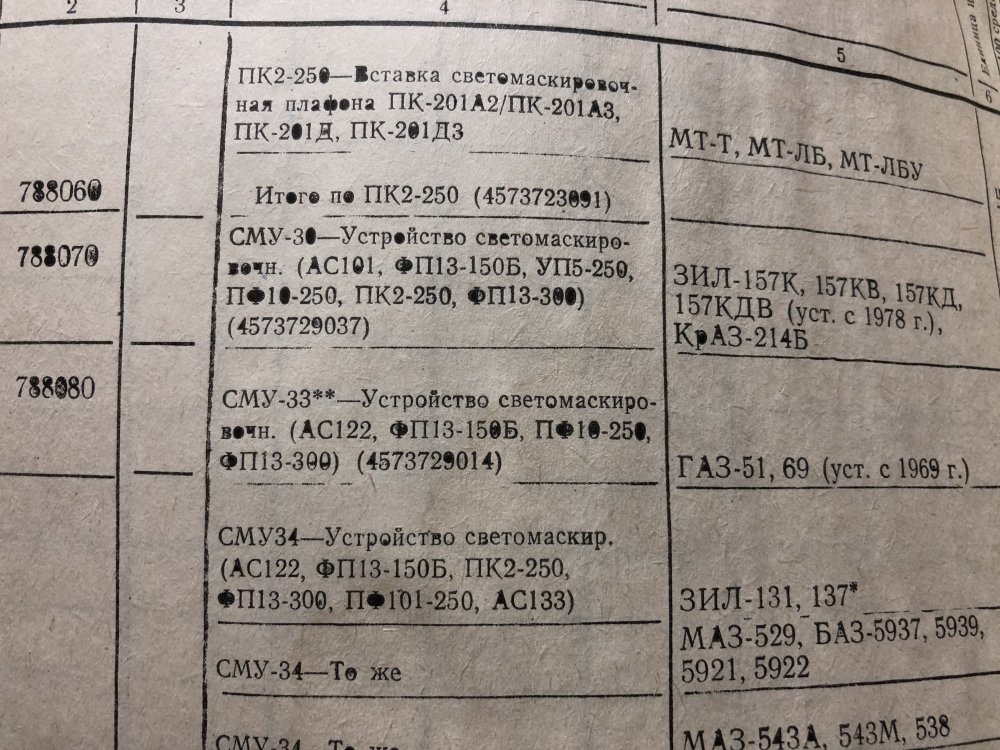 2
3
4
5
6
788060
ПК2-250—Вставка светомаскировоч-
ная плафона ПК-201А2/ПК-201А3,
ПК-201Д, ПК-201Д3
МТ-Т, МТ-ЛБ, МТ-ЛБУ
Итого по ПК2-250 (4573723091)
788070
СМУ-30—Устройство светомаскиро-
вочн. (АС101, ФП13-150Б, УП5-250,
ПФ10-250, ПК2-250, ФП13-300)
(4573729037)
ЗИЛ-157К, 157КВ, 157КД,
157КДВ (уст. с 1978 г.),
КрАЗ-214Б
788080
СМУ-33**—Устройство светомаскиро-
вочн. (АС122, ФП13-150Б, ПФ10-250,
ФП13-300) (4573729014)
ГАЗ-51, 69 (уст. с 1969 г.)
СМУ34—Устройство светомаскир.
(АС122, ФП13-150Б, ПК2-250,
ФП13-300, ПФ101-250, АС133)
ЗИЛ-131, 137*
СМУ-34—То же
МАЗ-529, БАЗ-5937, 5939,
5921, 5922
СМУ-34—То же
МАЗ-543А, 543М, 538
Единица